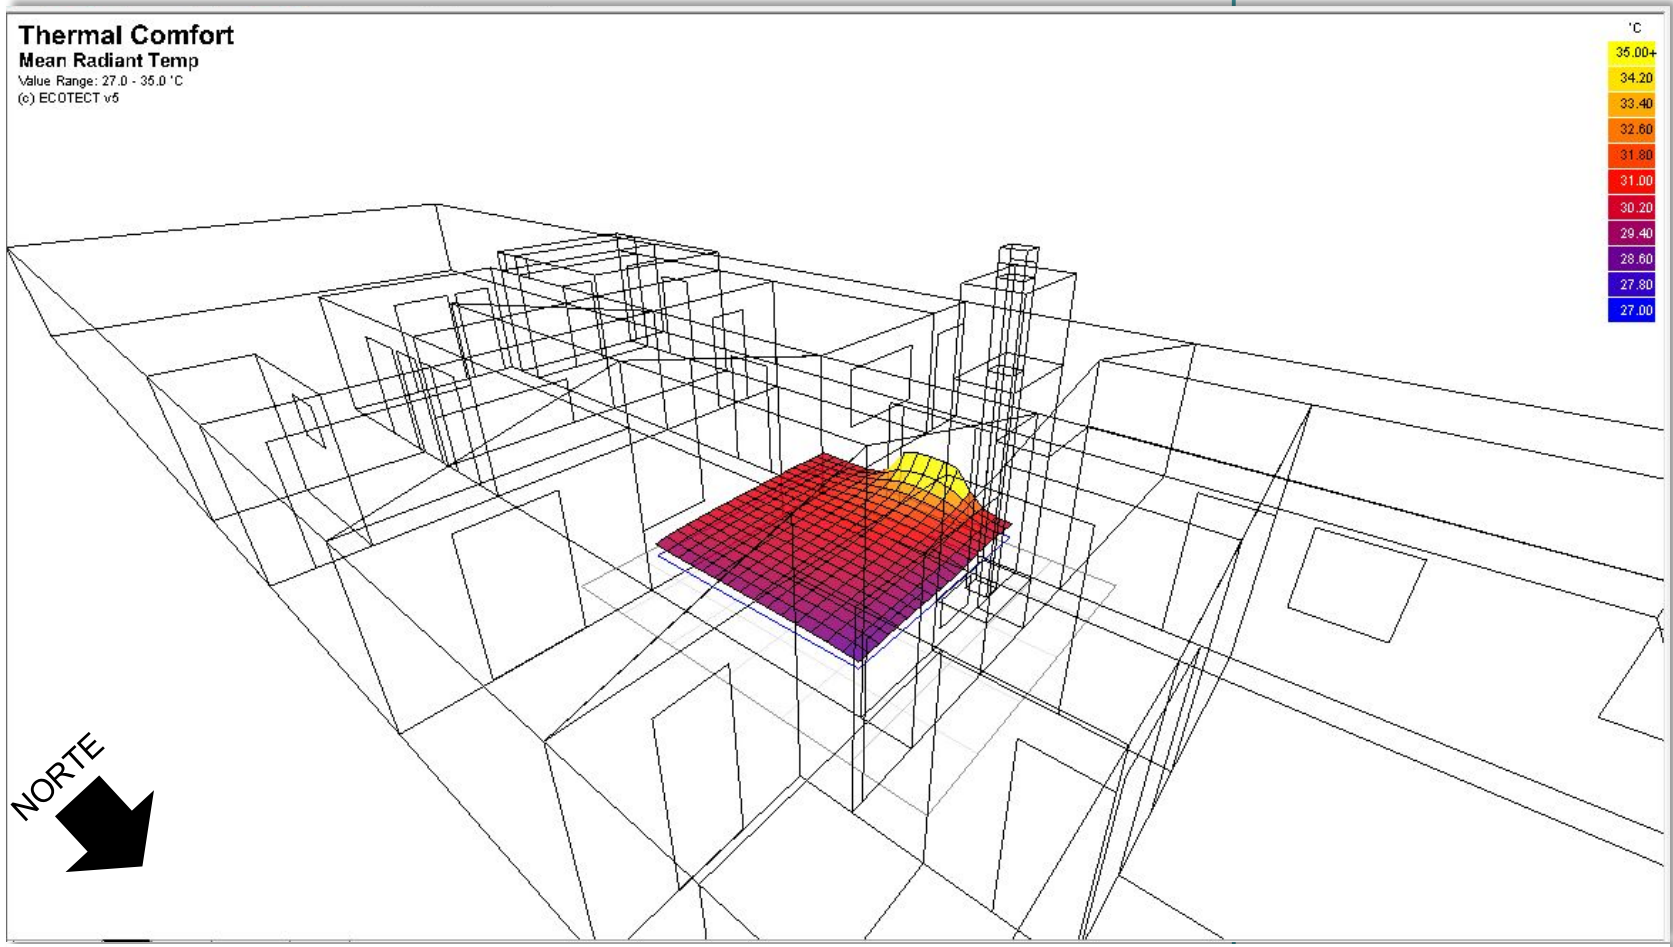 Thermal Comfort
Mean Radiant Temp
Value Range: 27.0 - 35.0 °C
(c) ECOTECT v5
°C
35.00+
34.20
33.40
32.60
31.80
31.00
30.20
29.40
28.60
27.80
27.00
NORTE